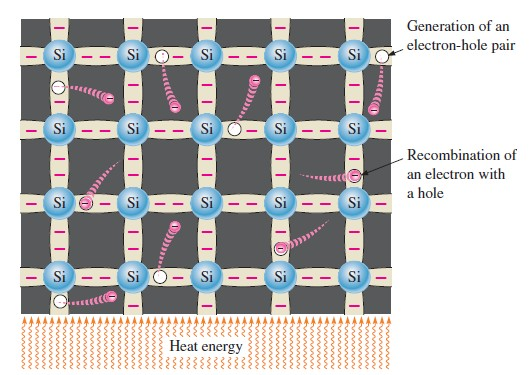 Generation of an
electron-hole pair
Si Si Si Si Si
Si Si Si Si Si
Recombination of
an electron with
a hole
Si Si Si Si Si
Si Si Si Si Si
Heat energy